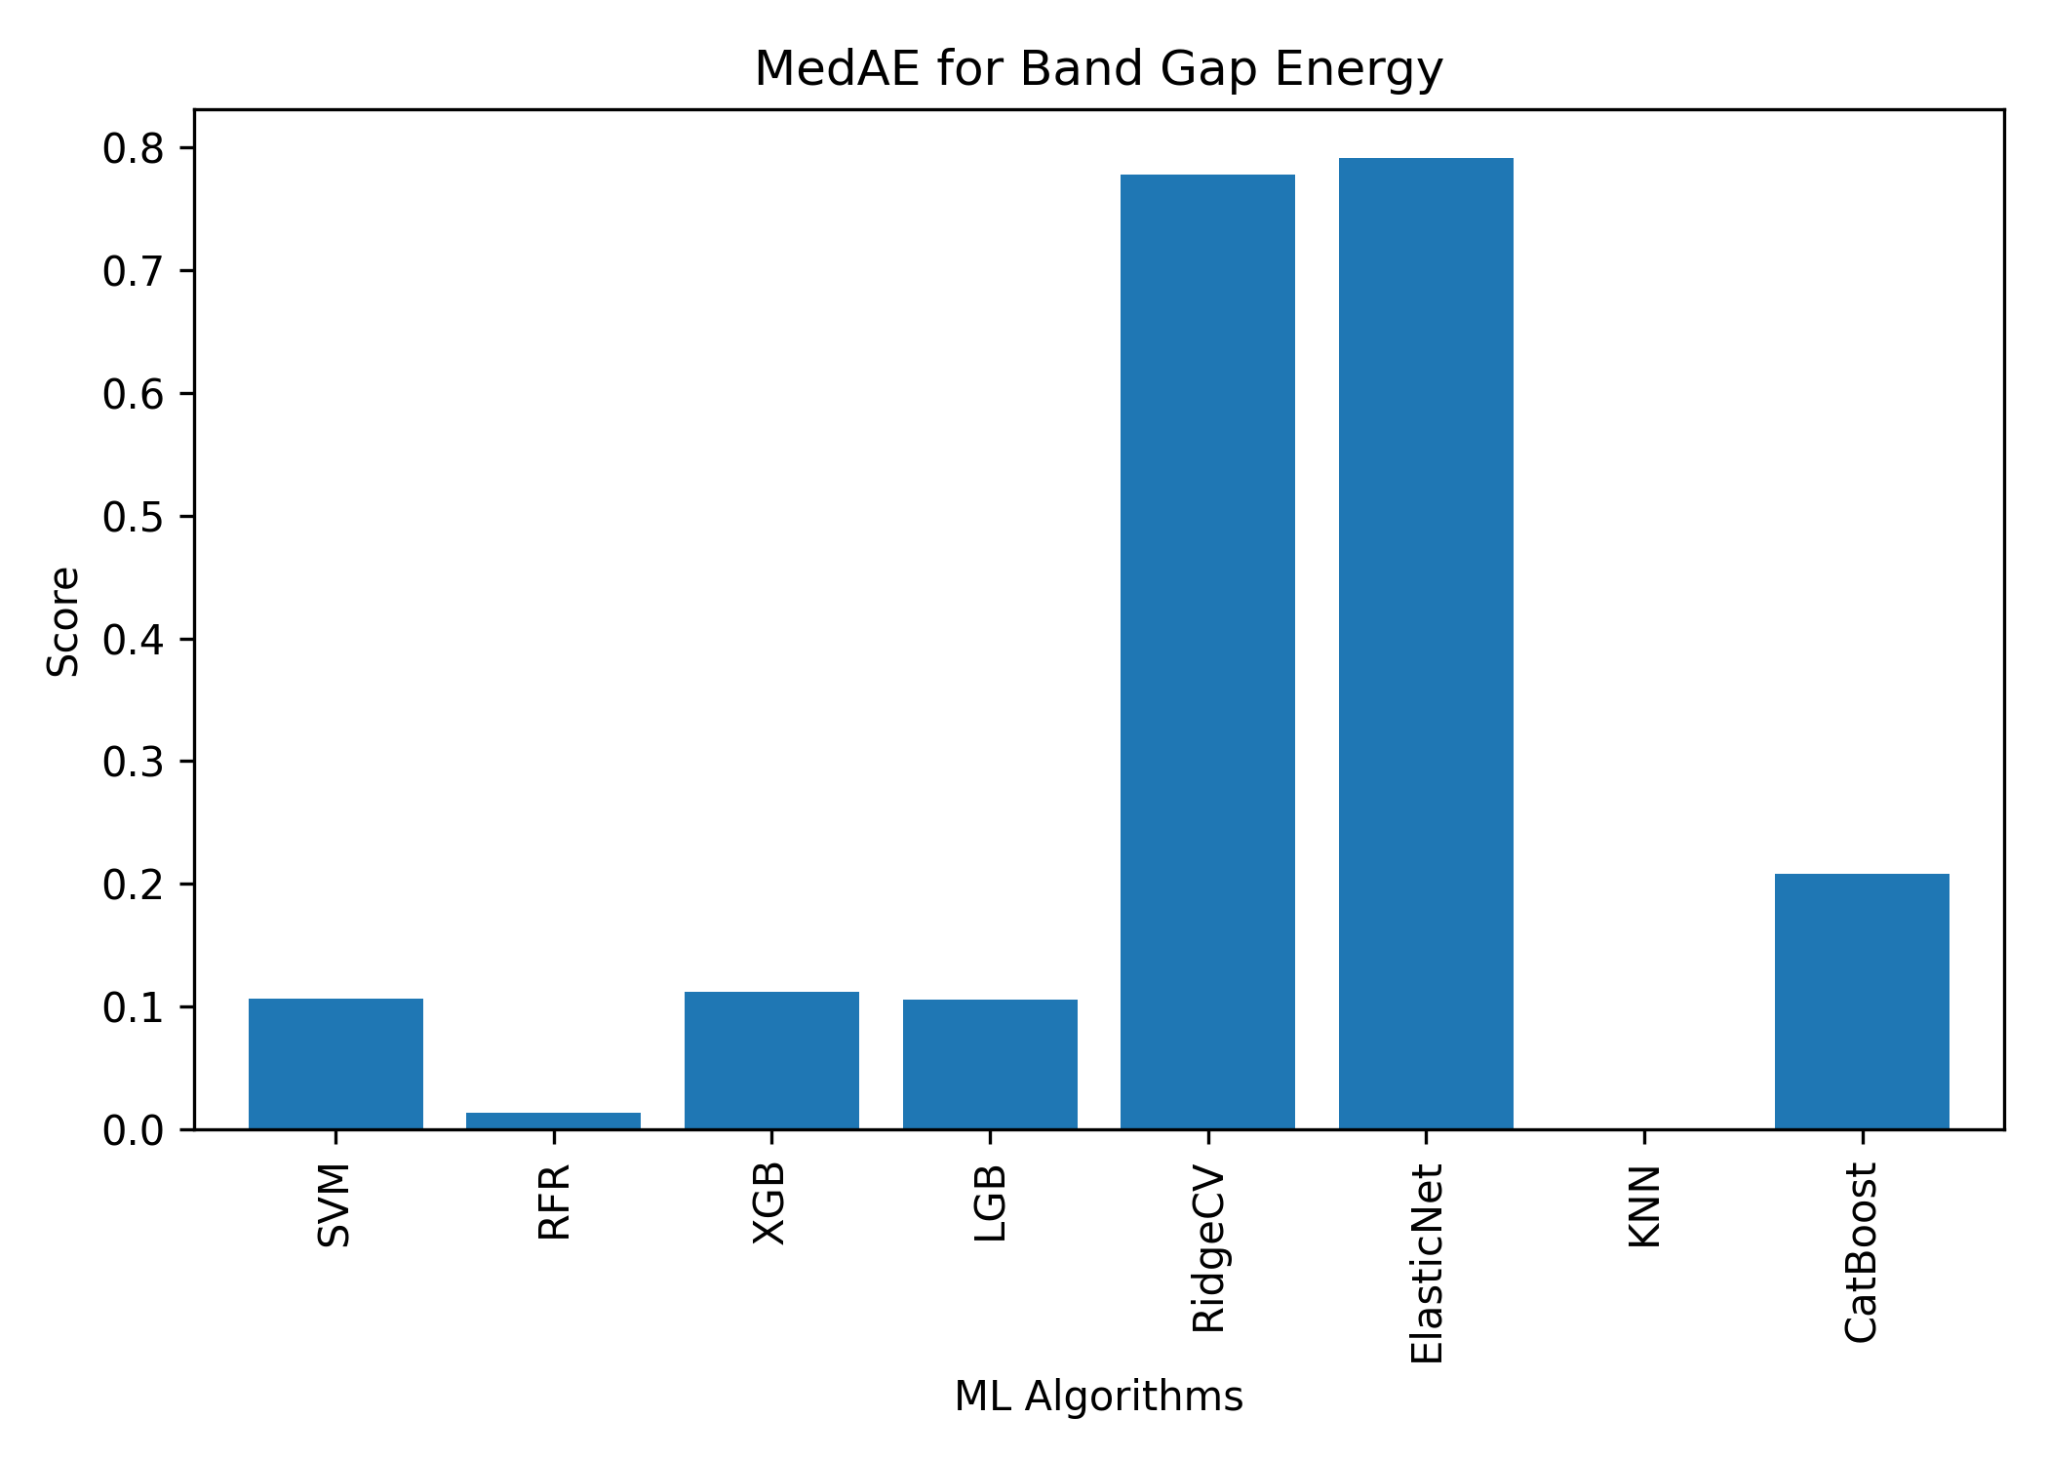 MedAE for Band Gap Energy
0.8
0.7
0.6
0.5
0.4
0.3
0.2
0.1
0.0
Score
SVM
RFR
XGB
LGB
RidgeCV
ElasticNet
KNN
CatBoost
ML Algorithms